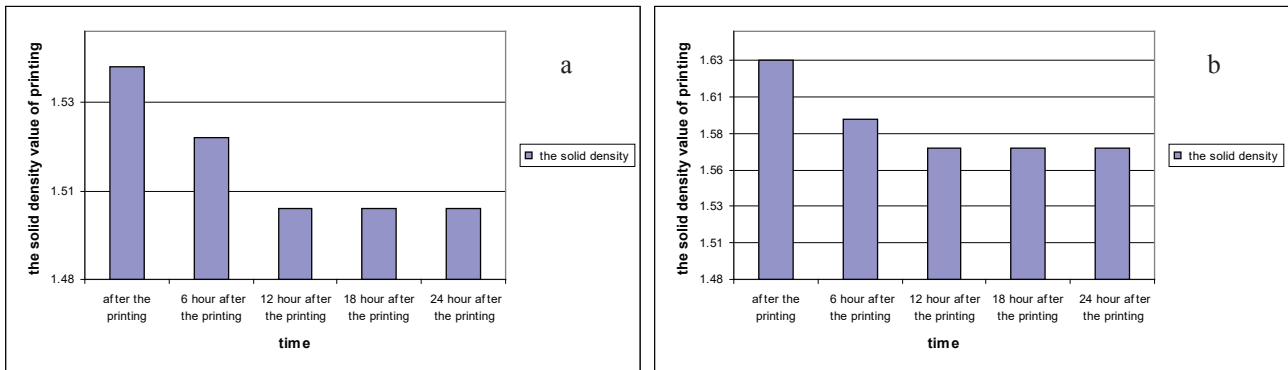 a
the solid density value of printing
1.53
1.51
1.48
after the
printing
6 hour after
the printing
12 hour after
the printing
18 hour after
the printing
24 hour after
the printing
time
the solid density
b
the solid density value of printing
1.63
1.61
1.58
1.56
1.53
1.51
1.48
after the
printing
6 hour after
the printing
12 hour after
the printing
18 hour after
the printing
24 hour after
the printing
time
the solid density